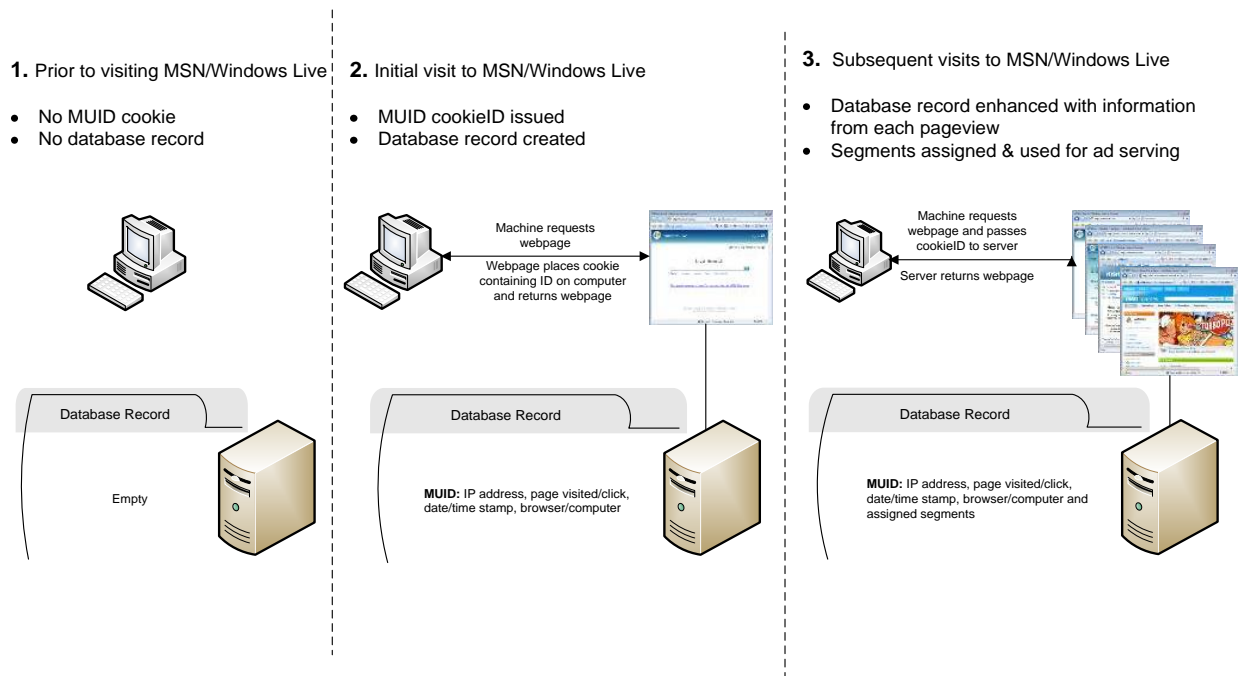 1. Prior to visiting MSN/Windows Live
• No MUID cookie
• No database record
Database Record
Empty
2. Initial visit to MSN/Windows Live
• MUID cookieID issued
• Database record created
Machine requests
webpage
Webpage places cookie
containing ID on computer
and returns webpage
Database Record
MUID: IP address, page visited/click,
date/time stamp, browser/computer
3. Subsequent visits to MSN/Windows Live
• Database record enhanced with information
from each pageview
• Segments assigned & used for ad serving
Machine requests
webpage and passes
cookieID to server
Server returns webpage
Database Record
MUID: IP address, page visited/click,
date/time stamp, browser/computer and
assigned segments